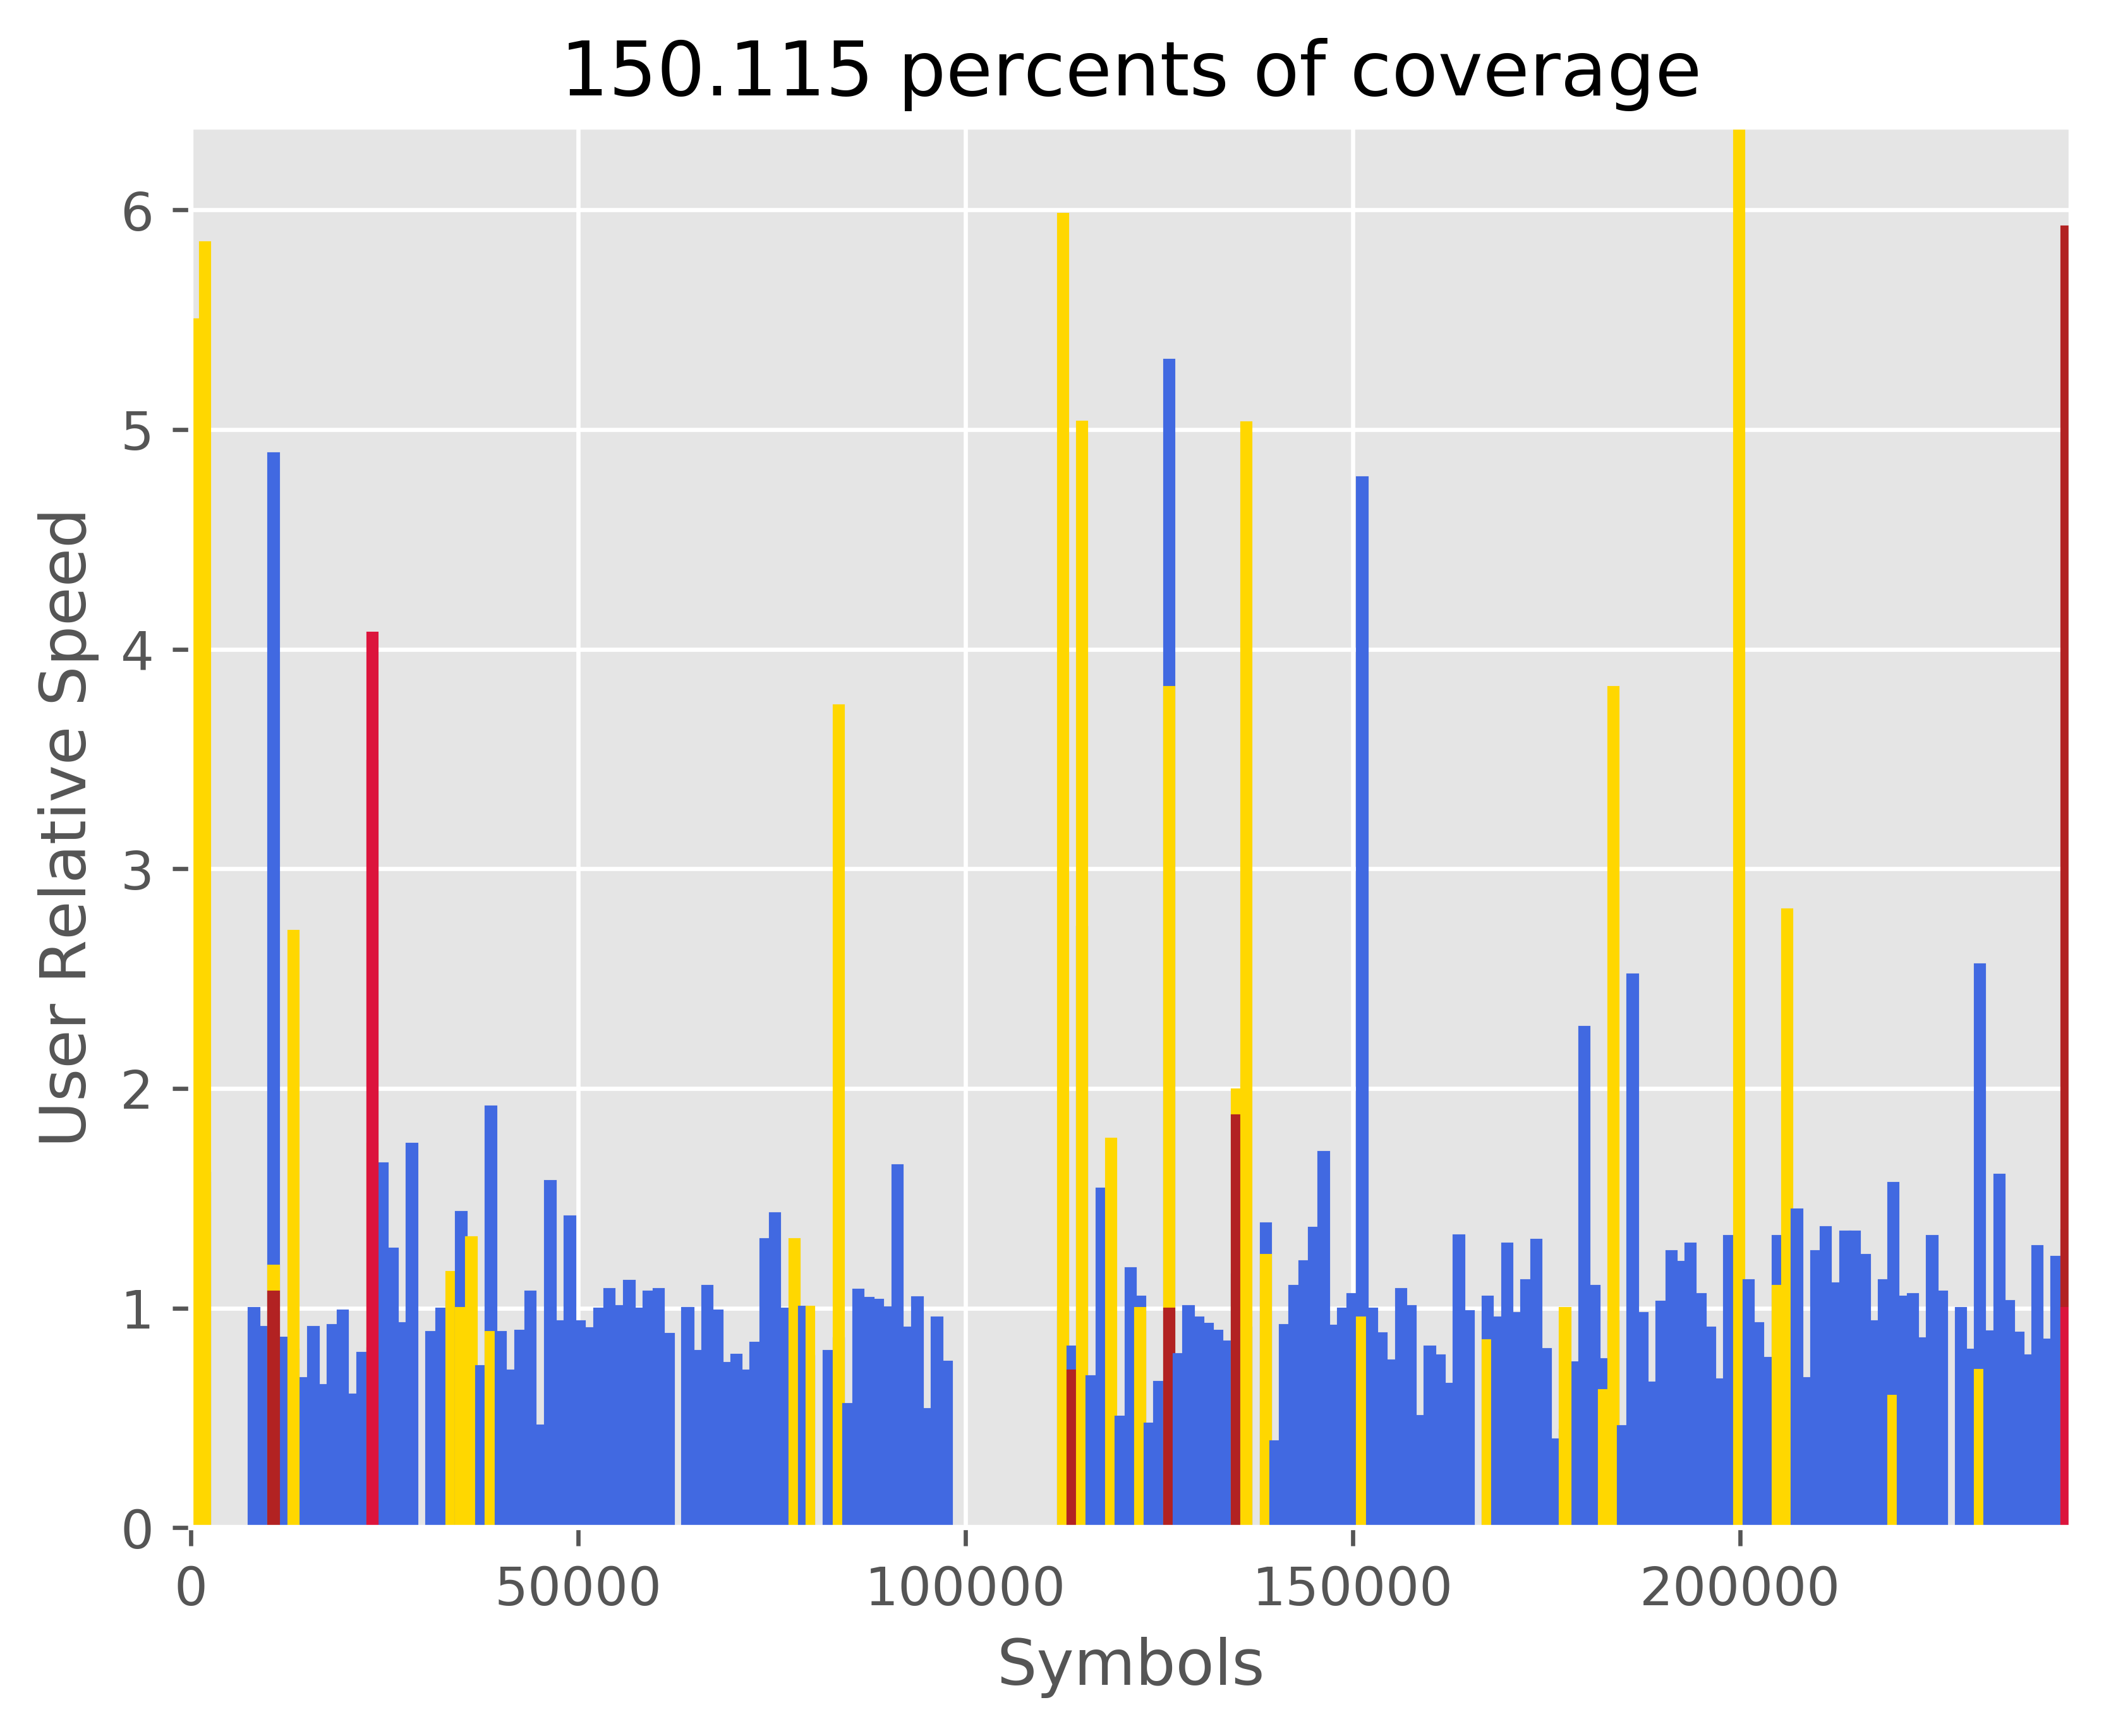 150.115 percents of coverage
User Relative Speed
6
5
4
3
2
1
0
0 50000 100000 150000 200000
Symbols